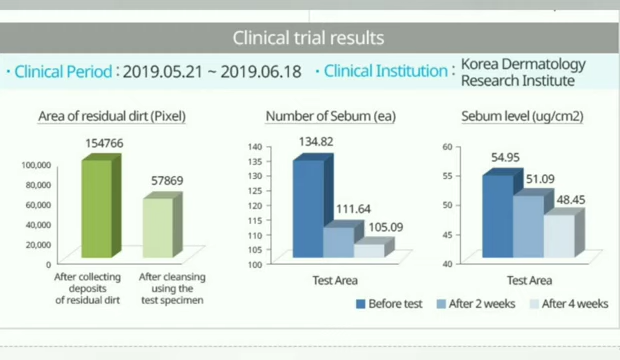 Clinical trial results
· Clinical Period : 2019.05.21 ~ 2019.06.18 · Clinical Institution : Korea Dermatology
Research Institute
Area of residual dirt (Pixel)
154766
100,000
80,000
60,000
40,000
20,000
0
57869
After collecting
deposits
of residual dirt
After cleansing
using the
test specimen
Number of Sebum (ea)
134.82
140
135
130
125
120
115
110
105
100
111.64
105.09
Test Area
Sebum level (ug/cm2)
60
55
50
45
40
54.95
51.09
48.45
Test Area
Before test After 2 weeks After 4 weeks